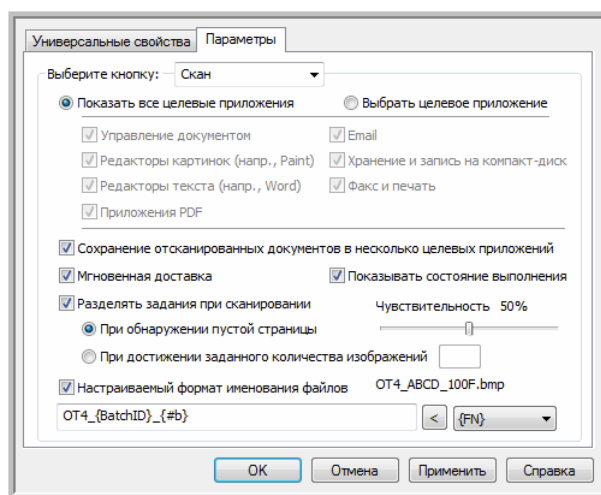 Универсальные свойства Параметры
Выберите кнопку: Скан
Показать все целевые приложения Выбрать целевое приложение
Управление документом Email
Редакторы картинок (напр., Paint) Хранение и запись на компакт-диск
Редакторы текста (напр., Word) Факс и печать
Приложения PDF
Сохранение отсканированных документов в несколько целевых приложений
Мгновенная доставка Показывать состояние выполнения
Разделять задания при сканировании Чувствительность 50%
При обнаружении пустой страницы
При достижении заданного количества изображений
Настраиваемый формат именования файлов OT4_ABCD_100F.bmp
OT4_{BatchID}_{#b} < {FN}
OK Отмена Применить Справка